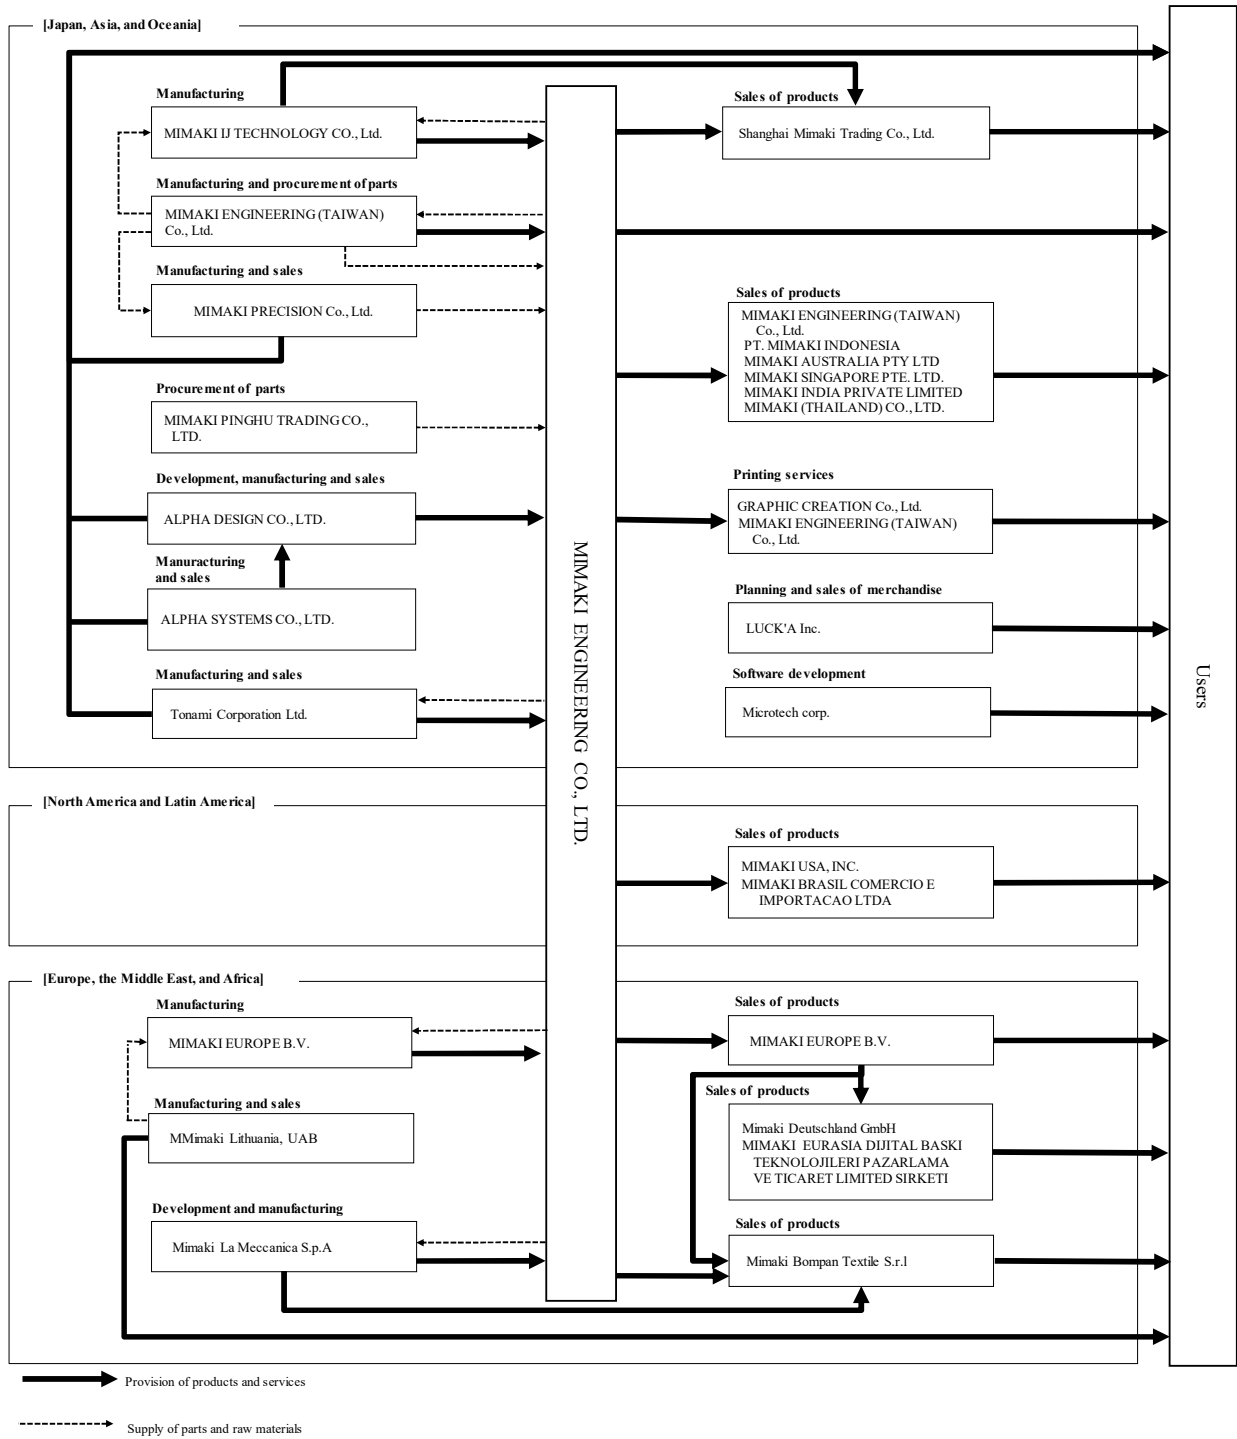 [Japan, Asia, and Oceania]
Manufacturing
MIMAKI IJ TECHNOLOGY CO., Ltd.
Manufacturing and procurement of parts
MIMAKI ENGINEERING (TAIWAN)
Co., Ltd.
Manufacturing and sales
MIMAKI PRECISION Co., Ltd.
Procurement of parts
MIMAKI PINGHU TRADING CO.,
LTD.
Development, manufacturing and sales
ALPHA DESIGN CO., LTD.
Manuracturing
and sales
ALPHA SYSTEMS CO., LTD.
Manufacturing and sales
Tonami Corporation Ltd.
MIMAKI ENGINEERING CO., LTD.
Sales of products
Shanghai Mimaki Trading Co., Ltd.
Sales of products
MIMAKI ENGINEERING (TAIWAN)
Co., Ltd.
PT. MIMAKI INDONESIA
MIMAKI AUSTRALIA PTY LTD
MIMAKI SINGAPORE PTE. LTD.
MIMAKI INDIA PRIVATE LIMITED
MIMAKI (THAILAND) CO., LTD.
Printing services
GRAPHIC CREATION Co., Ltd.
MIMAKI ENGINEERING (TAIWAN)
Co., Ltd.
Planning and sales of merchandise
LUCK'A Inc.
Software development
Microtech corp.
Users
[North America and Latin America]
Sales of products
MIMAKI USA, INC.
MIMAKI BRASIL COMERCIO E
IMPORTACAO LTDA
[Europe, the Middle East, and Africa]
Manufacturing
MIMAKI EUROPE B.V.
Manufacturing and sales
MMimaki Lithuania, UAB
Development and manufacturing
Mimaki La Meccanica S.p.A
Sales of products
MIMAKI EUROPE B.V.
Sales of products
Mimaki Deutschland GmbH
MIMAKI EURASIA DIJITAL BASKI
TEKNOLOJILERI PAZARLAMA
VE TICARET LIMITED SIRKETI
Sales of products
Mimaki Bompan Textile S.r.l
Provision of products and services
Supply of parts and raw materials